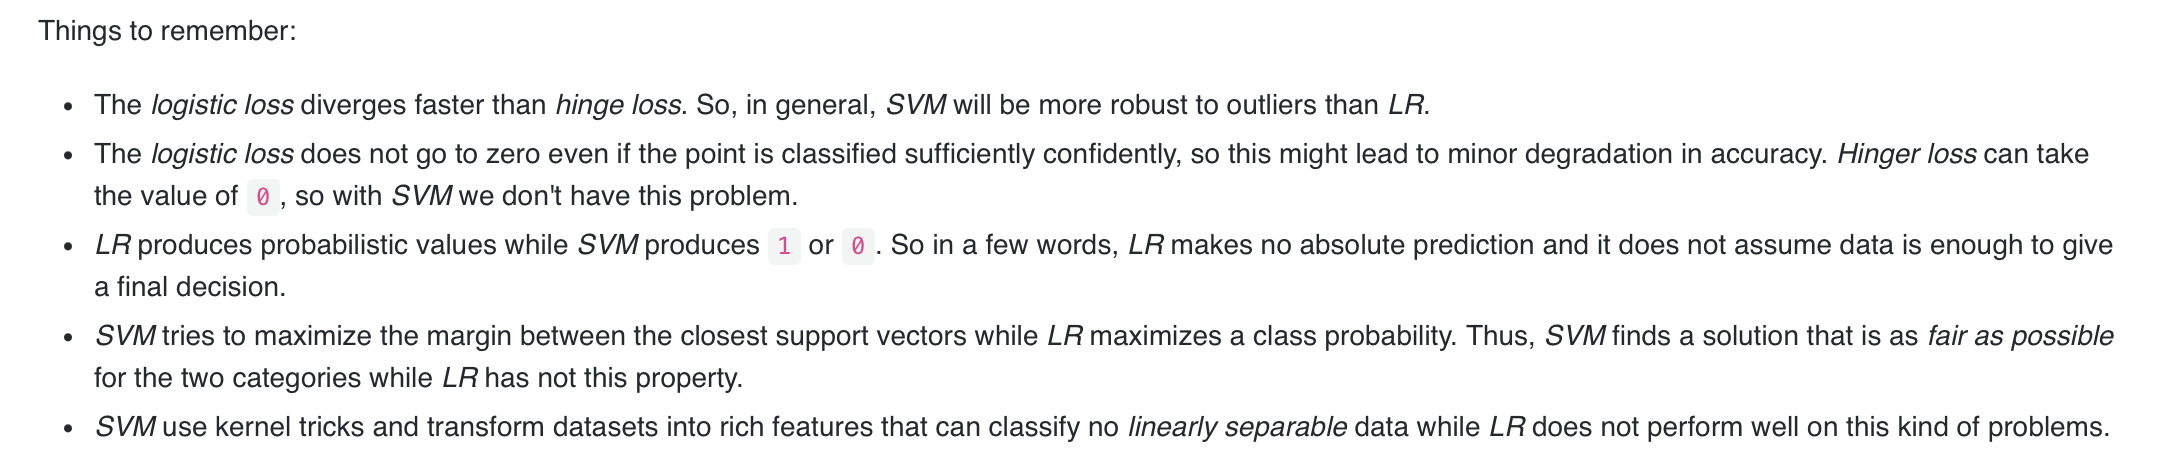 Things to remember:
• The logistic loss diverges faster than hinge loss. So, in general, SVM will be more robust to outliers than LR.
• The logistic loss does not go to zero even if the point is classified sufficiently confidently, so this might lead to minor degradation in accuracy. Hinger loss can take
the value of 0 , so with SVM we don't have this problem.
• LR produces probabilistic values while SVM produces 1 or 0 . So in a few words, LR makes no absolute prediction and it does not assume data is enough to give
a final decision.
• SVM tries to maximize the margin between the closest support vectors while LR maximizes a class probability. Thus, SVM finds a solution that is as fair as possible
for the two categories while LR has not this property.
• SVM use kernel tricks and transform datasets into rich features that can classify no linearly separable data while LR does not perform well on this kind of problems.